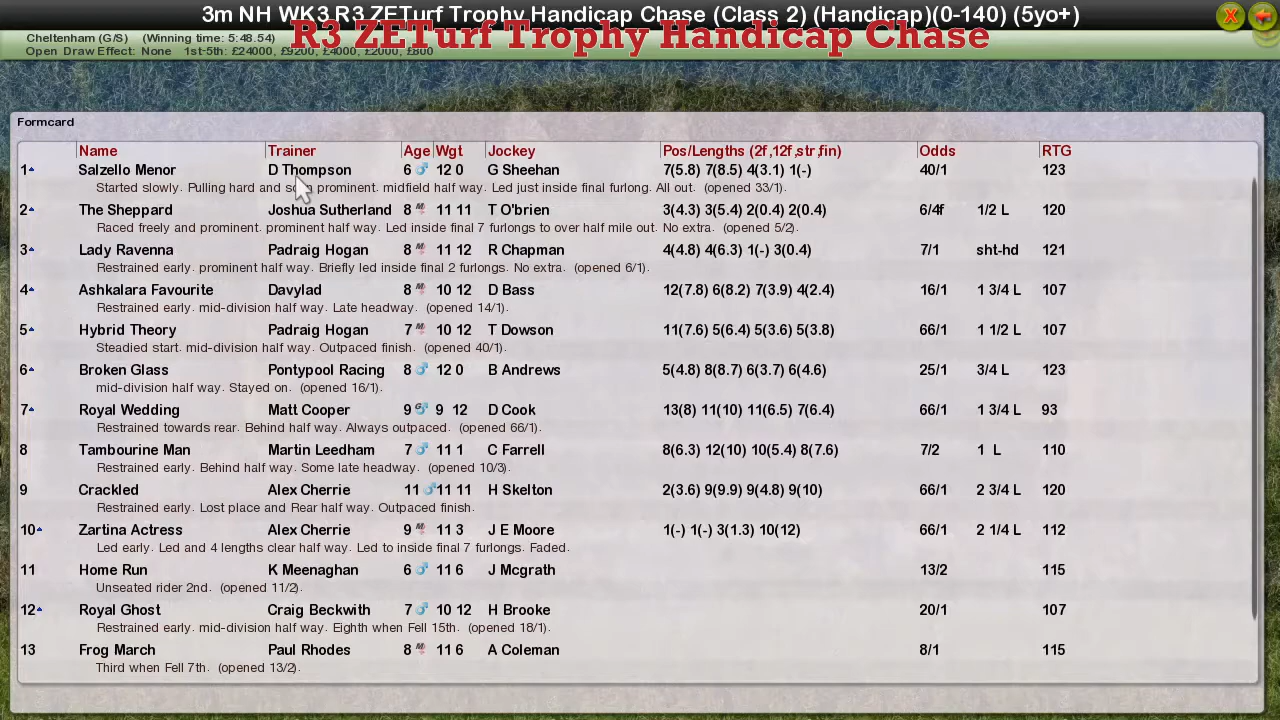 3m NH WK3 R3 ZETurf Trophy Handicap Chase (Class 2) (Handicap)(0-140) (5yo+)
R3 ZETurf Trophy Handicap Chase
Cheltenham (G/S) (Winning time: 5:48.54)
Open Draw Effect: None 1st-5th: £24000, £9200, £4000, £2000, £800
Formcard
Name Trainer Age Wgt Jockey Pos/Lengths (2f,12f,str,fin) Odds RTG
1 Salzello Menor D Thompson 6 12 0 G Sheehan 7(5.8) 7(8.5) 4(3.1) 1(-) 40/1 123
Started slowly. Pulling hard and prominent. midfield half way. Led just inside final furlong. All out. (opened 33/1).
2 The Sheppard Joshua Sutherland 8 11 11 T O'brien 3(4.3) 3(5.4) 2(0.4) 2(0.4) 6/4f 1/2 L 120
Raced freely and prominent. prominent half way. Led inside final 7 furlongs to over half mile out. No extra. (opened 5/2).
3 Lady Ravenna Padraig Hogan 8 11 12 R Chapman 4(4.8) 4(6.3) 1(-) 3(0.4) 7/1 sht-hd 121
Restrained early. prominent half way. Briefly led inside final 2 furlongs. No extra. (opened 6/1).
4 Ashkalara Favourite Davylad 8 10 12 D Bass 12(7.8) 6(8.2) 7(3.9) 4(2.4) 16/1 1 3/4 L 107
Restrained early. mid-division half way. Late headway. (opened 14/1).
5 Hybrid Theory Padraig Hogan 7 10 12 T Dowson 11(7.6) 5(6.4) 5(3.6) 5(3.8) 66/1 1 1/2 L 107
Steadied start. mid-division half way. Outpaced finish. (opened 40/1).
6 Broken Glass Pontypool Racing 8 12 0 B Andrews 5(4.8) 8(8.7) 6(3.7) 6(4.6) 25/1 3/4 L 123
mid-division half way. Stayed on. (opened 16/1).
7 Royal Wedding Matt Cooper 9 9 12 D Cook 13(8) 11(10) 11(6.5) 7(6.4) 66/1 1 3/4 L 93
Restrained towards rear. Behind half way. Always outpaced. (opened 66/1).
8 Tambourine Man Martin Leedham 7 11 1 C Farrell 8(6.3) 12(10) 10(5.4) 8(7.6) 7/2 1 L 110
Restrained early. Behind half way. Some late headway. (opened 10/3).
9 Crackled Alex Cherrie 11 11 11 H Skelton 2(3.6) 9(9.9) 9(4.8) 9(10) 66/1 2 3/4 L 120
Restrained early. Lost place and Rear half way. Outpaced finish.
10 Zartina Actress Alex Cherrie 9 11 3 J E Moore 1(-) 1(-) 3(1.3) 10(12) 66/1 2 1/4 L 112
Led early. Led and 4 lengths clear half way. Led to inside final 7 furlongs. Faded.
11 Home Run K Meenaghan 6 11 6 J Mcgrath 13/2 115
Unseated rider 2nd. (opened 11/2).
12 Royal Ghost Craig Beckwith 7 10 12 H Brooke 20/1 107
Restrained early. mid-division half way. Eighth when Fell 15th. (opened 18/1).
13 Frog March Paul Rhodes 8 11 6 A Coleman 8/1 115
Third when Fell 7th. (opened 13/2).